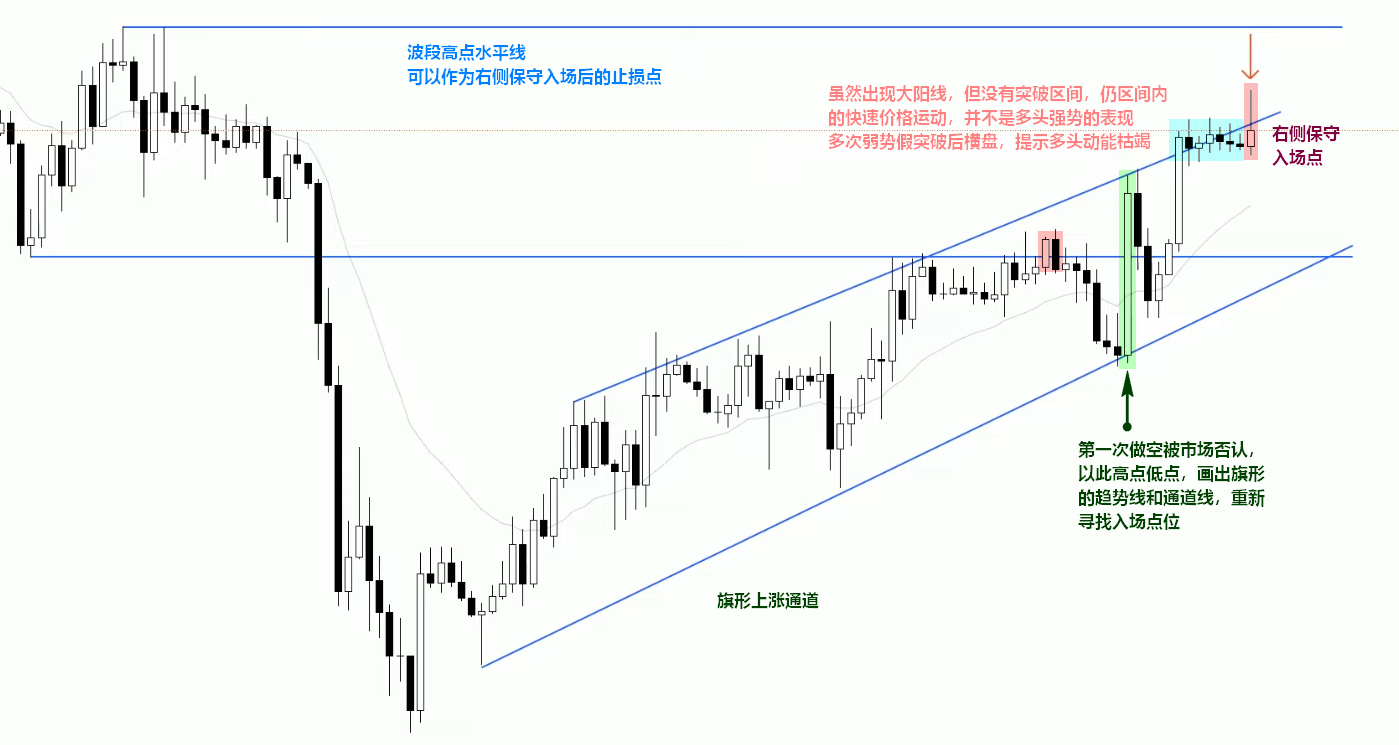 波段高点水平线
可以作为右侧保守入场后的止损点
虽然出现大阳线，但没有突破区间，仍区间内
的快速价格运动，并不是多头强势的表现
多次弱势假突破后横盘，提示多头动能枯竭
右侧保守
入场点
第一次做空被市场否认，
以此高点低点，画出旗形
的趋势线和通道线，重新
寻找入场点位
旗形上涨通道